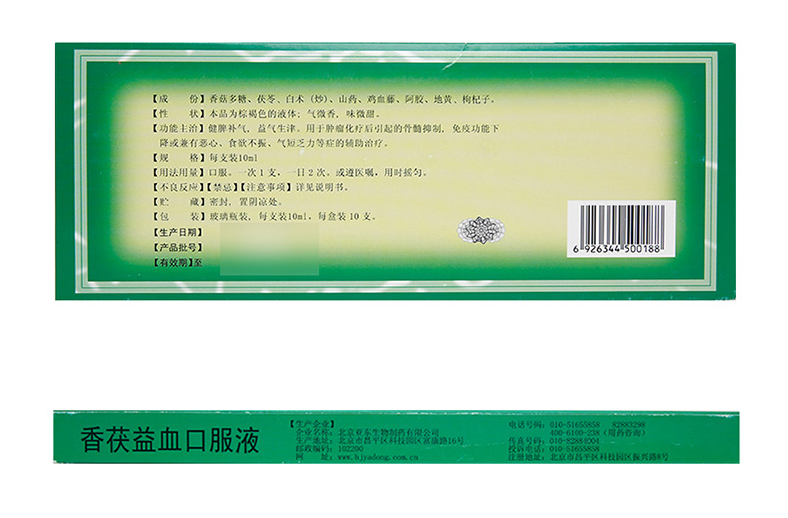 【成 份】香菇多糖、茯苓、白术（炒）、山药、鸡血藤、阿胶、地黄、枸杞子。
【性 状】本品为棕褐色的液体；气微香，味微甜。
【功能主治】健脾补气，益气生津。用于肿瘤化疗后引起的骨髓抑制，免疫功能下
降或兼有恶心、食欲不振、气短乏力等症的辅助治疗。
【规 格】每支装10ml
【用法用量】口服。一次1支，一日2次。或遵医嘱，用时摇匀。
【不良反应】【禁忌】【注意事项】详见说明书。
【贮 藏】密封，置阴凉处。
【包 装】玻璃瓶装，每支装10ml，每盒装10支。
【生产日期】
【产品批号】
【有效期】至
6 926344 500188
香茯益血口服液
【生产企业】
企业名称：北京亚东生物制药有限公司
生产地址：北京市昌平区科技园区富康路16号
邮政编码：102200
网 址：www.hjyadong.com.cn
电话号码：010-51655858 82883298
400-6100-238（用药咨询）
传真号码：010-82884004
投诉电话：010-51655858
注册地址：北京市昌平区科技园区振兴路8号